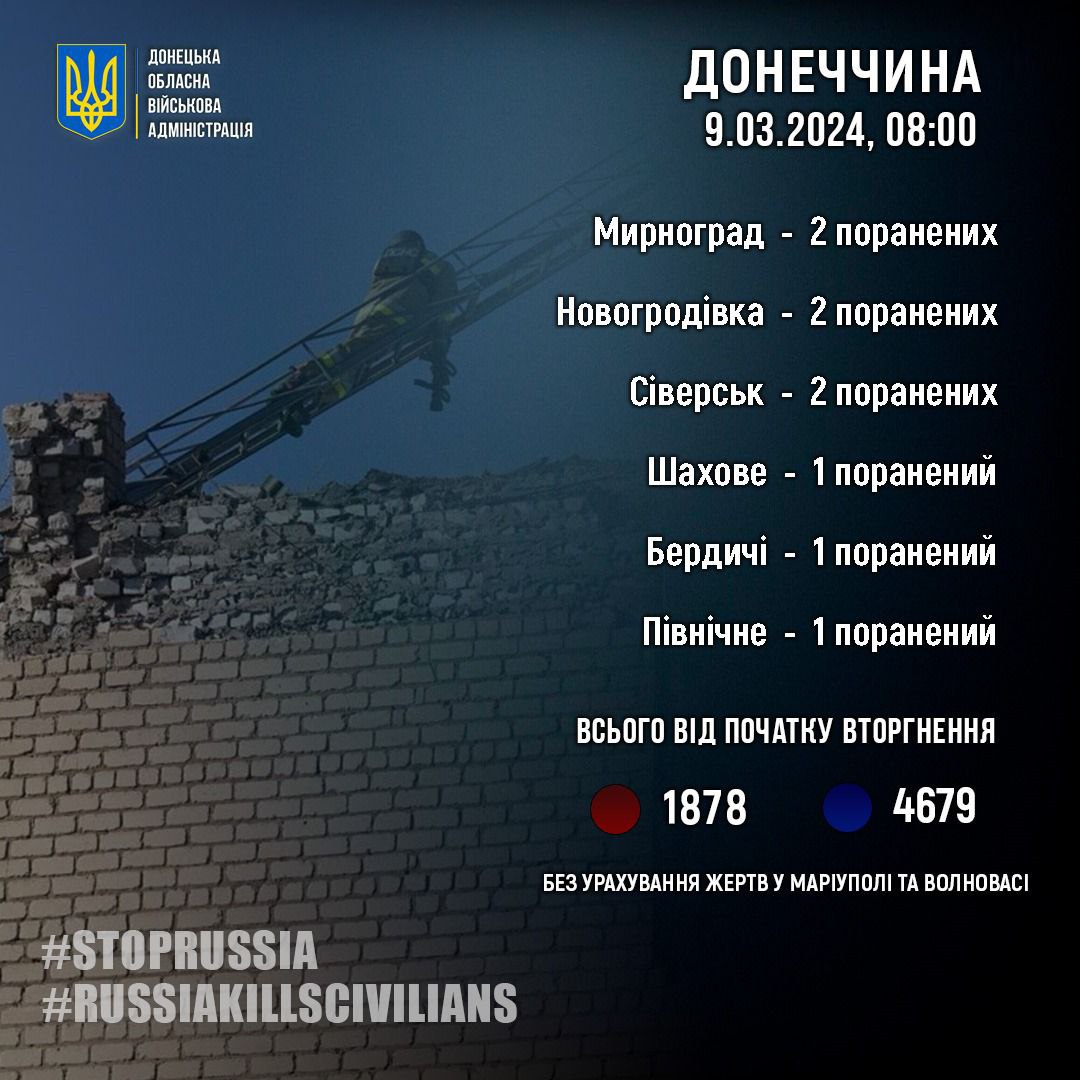 ДОНЕЦЬКА
ОБЛАСНА
ВІЙСЬКОВА
АДМІНІСТРАЦІЯ
ДОНЕЧЧИНА
9.03.2024, 08:00
Мирноград - 2 поранених
Новогродівка - 2 поранених
Сіверськ - 2 поранених
Шахове - 1 поранений
Бердичі - 1 поранений
Північне - 1 поранений
ВСЬОГО ВІД ПОЧАТКУ ВТОРГНЕННЯ
1878 4679
БЕЗ УРАХУВАННЯ ЖЕРТВ У МАРІУПОЛІ ТА ВОЛНОВАСІ
#STOPRUSSIA
#RUSSIAKILLSCIVILIANS